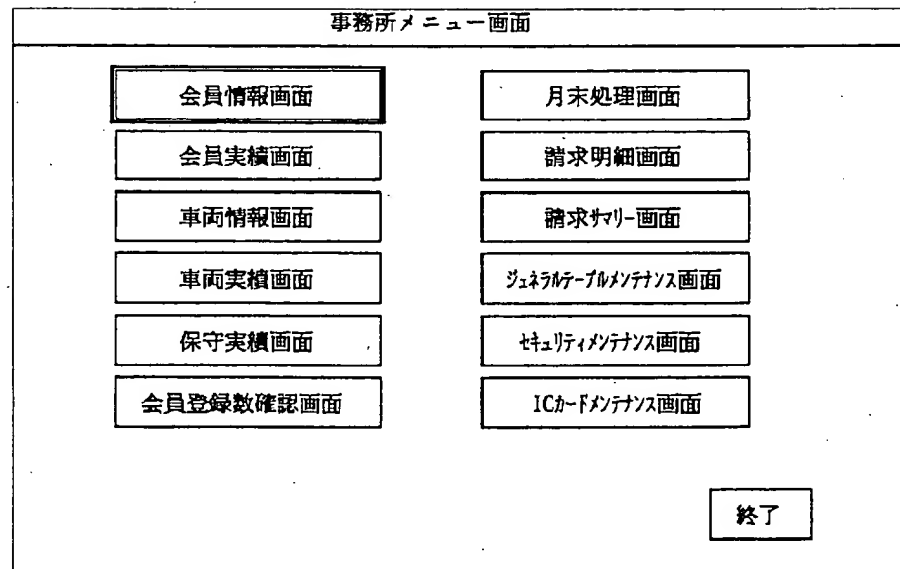 事務所メニュー画面
会員情報画面
会員実績画面
車両情報画面
車両実績画面
保守実績画面
会員登録数確認画面
月末処理画面
請求明細画面
請求ｻﾏﾘｰ画面
ｼﾞｪﾈﾗﾙﾃｰﾌﾞﾙﾒﾝﾃﾅﾝｽ画面
ｾｷｭﾘﾃｨﾒﾝﾃﾅﾝｽ画面
ICｶｰﾄﾞﾒﾝﾃﾅﾝｽ画面
終了